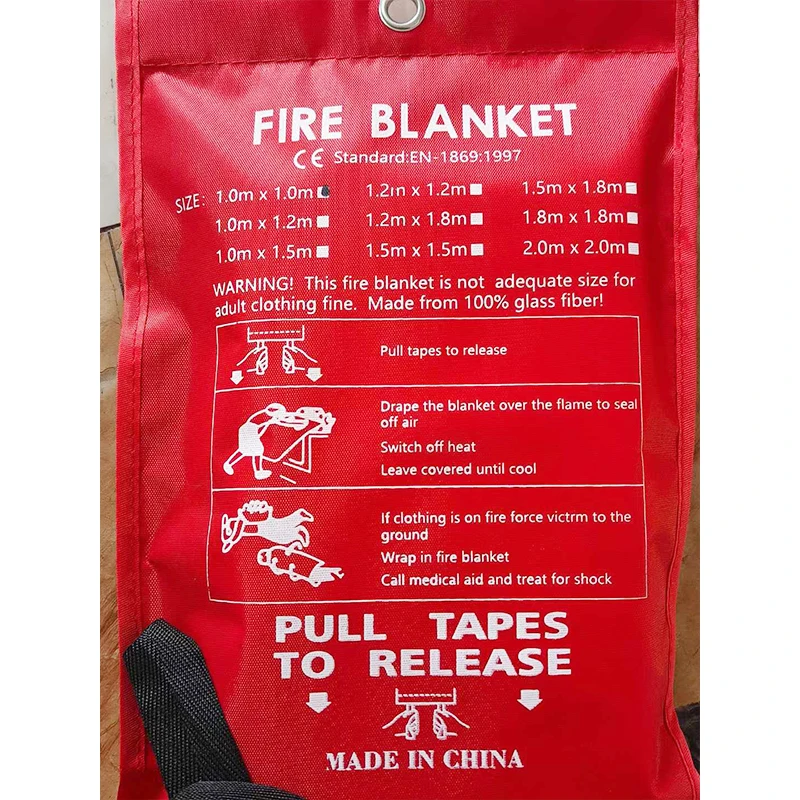 FIRE BLANKET
CE Standard:EN-1869:1997
SIZE: 1.0m x 1.0m 1.2m x 1.2m 1.5m x 1.8m
1.0m x 1.2m 1.2m x 1.8m 1.8m x 1.8m
1.0m x 1.5m 1.5m x 1.5m 2.0m x 2.0m
WARNING! This fire blanket is not adequate size for
adult clothing fine. Made from 100% glass fiber!
Pull tapes to release
Drape the blanket over the flame to seal
off air
Switch off heat
Leave covered until cool
If clothing is on fire force victrm to the
ground
Wrap in fire blanket
Call medical aid and treat for shock
PULL TAPES
TO RELEASE
MADE IN CHINA